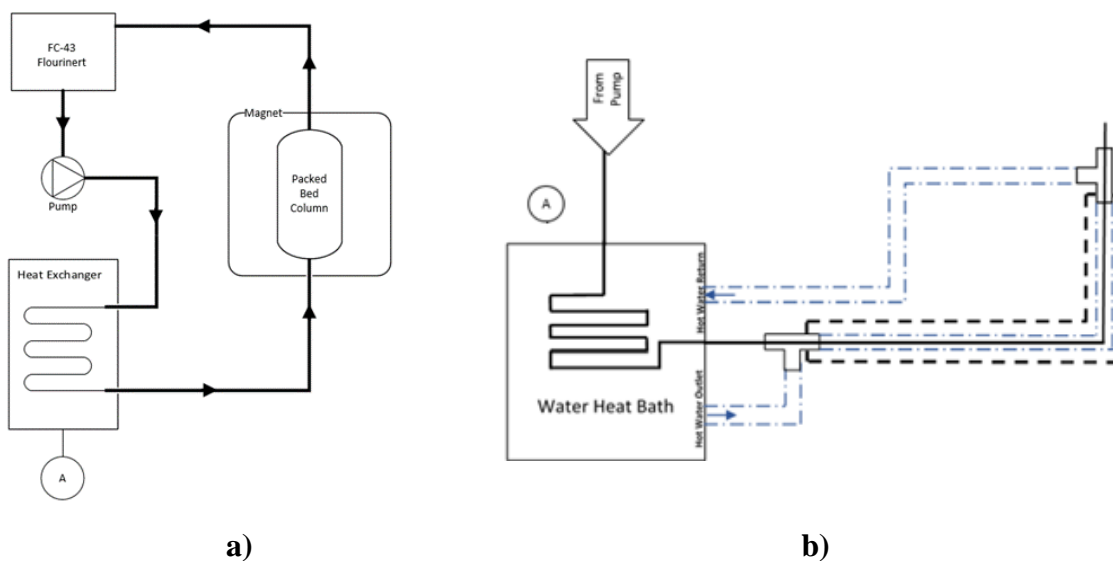 FC-43
Flourinert
Pump
Heat Exchanger
A
Magnet
Packed
Bed
Column
a)
From
Pump
A
Hot Water Return
Water Heat Bath
Hot Water Outlet
b)